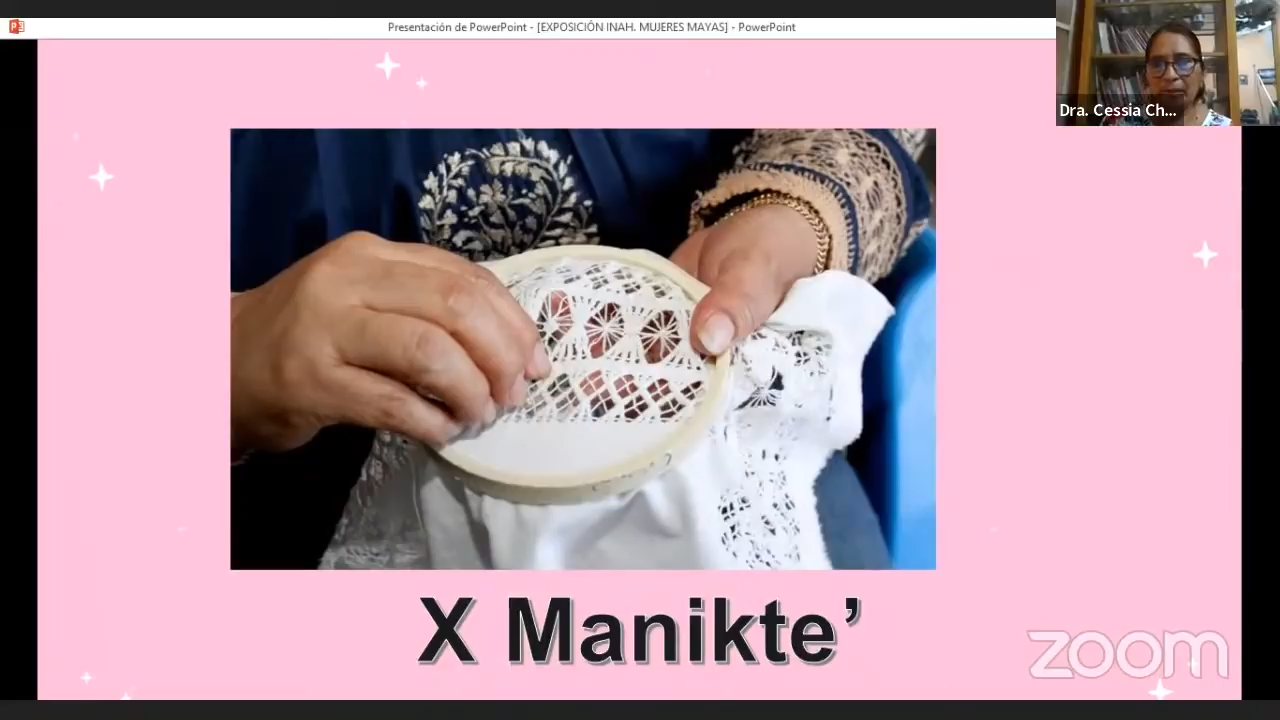 Presentación de PowerPoint - [EXPOSICIÓN INAH. MUJERES MAYAS] - PowerPoint
Dra. Cessia Ch...
X Manikte’
zoom